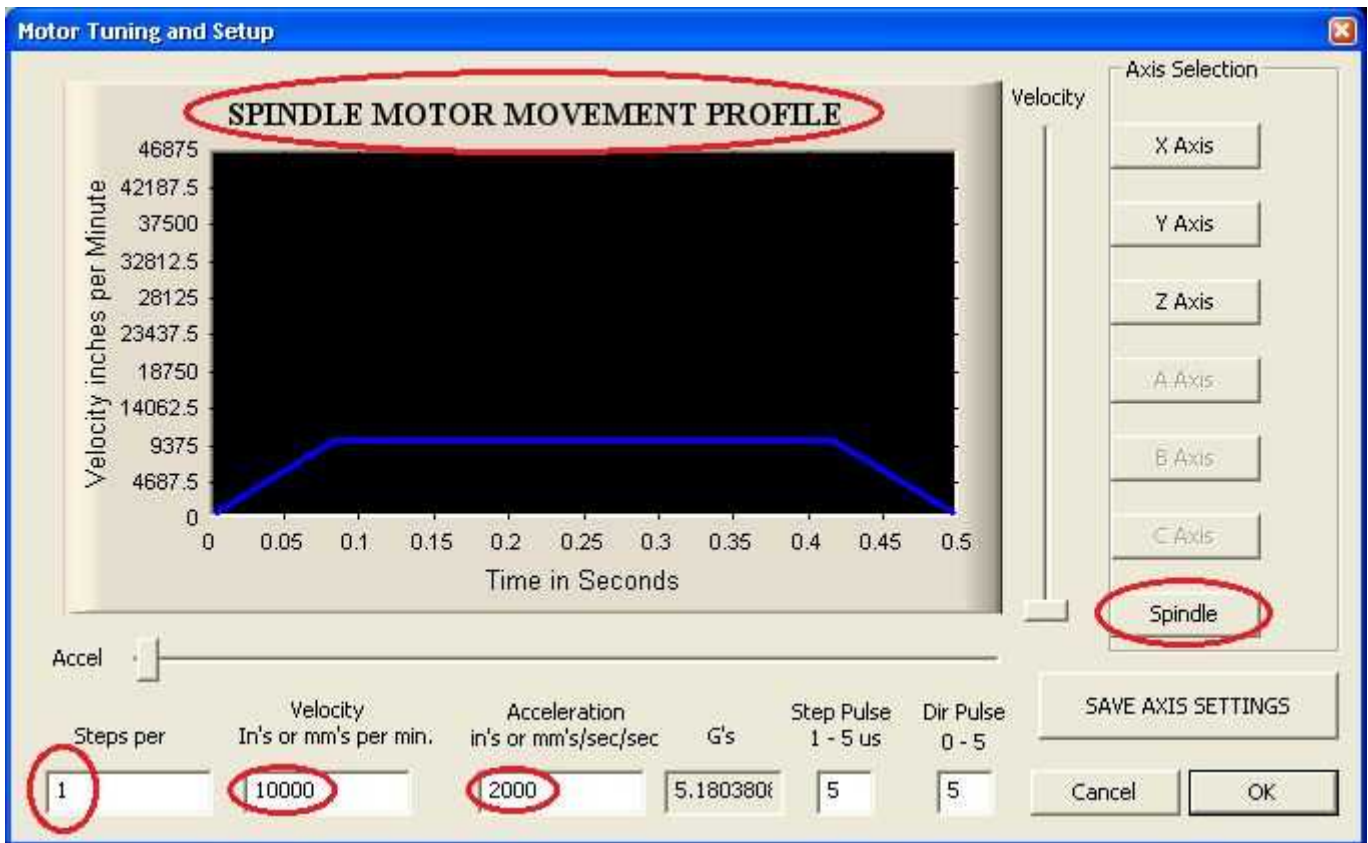 Motor Tuning and Setup
SPINDLE MOTOR MOVEMENT PROFILE
Velocity inches per Minute
46875
42187.5
37500
32812.5
28125
23437.5
18750
14062.5
9375
4687.5
0
0 0.05 0.1 0.15 0.2 0.25 0.3 0.35 0.4 0.45 0.5
Time in Seconds
Velocity
Axis Selection
X Axis
Y Axis
Z Axis
A Axis
B Axis
C Axis
Spindle
Accel
Steps per
1
Velocity
In's or mm's per min.
10000
Acceleration
in's or mm's/sec/sec
2000
G's
5.1803808
Step Pulse
1 - 5 us
5
Dir Pulse
0 - 5
5
SAVE AXIS SETTINGS
Cancel
OK